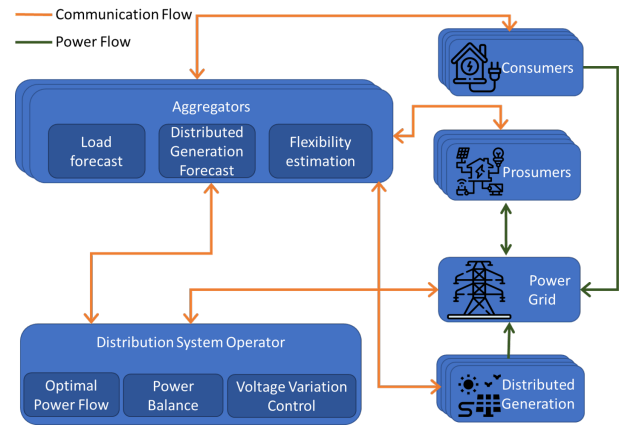 Communication Flow
Power Flow
Consumers
Aggregators
Load
forecast
Distributed
Generation
Forecast
Flexibility
estimation
Prosumers
Power
Grid
Distribution System Operator
Optimal
Power Flow
Power
Balance
Voltage Variation
Control
Distributed
Generation